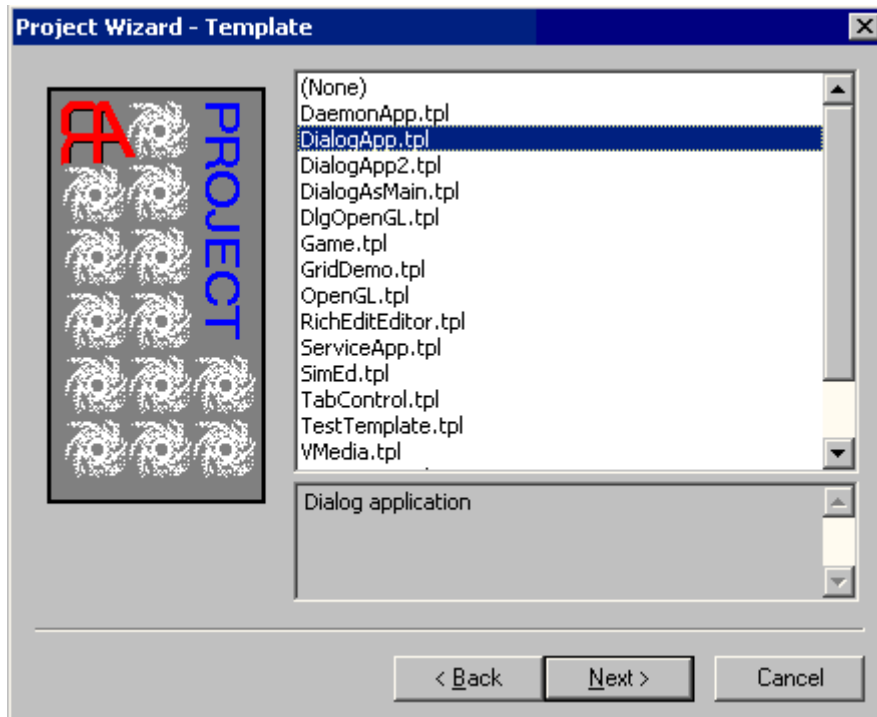 Project Wizard - Template
PROJECT
(None)
DaemonApp.tpl
DialogApp.tpl
DialogApp2.tpl
DialogAsMain.tpl
DlgOpenGL.tpl
Game.tpl
GridDemo.tpl
OpenGL.tpl
RichEditEditor.tpl
ServiceApp.tpl
SimEd.tpl
TabControl.tpl
TestTemplate.tpl
VMedia.tpl
Dialog application
< Back
Next >
Cancel